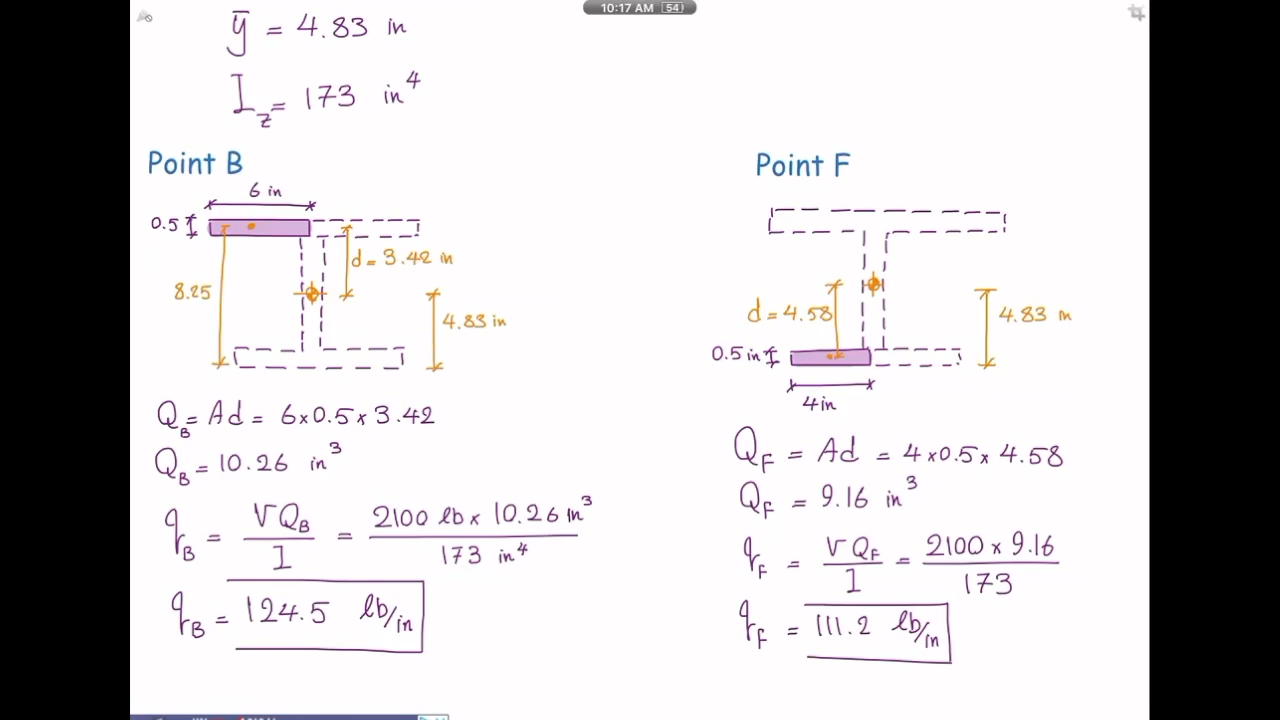 10:17 AM 54
ȳ = 4.83 in
I_z = 173 in⁴
Point B
6 in
0.5
d = 3.42 in
8.25
4.83 in
Q_B = Ad = 6 x 0.5 x 3.42
Q_B = 10.26 in³
q_B = VQ_B / I = 2100 lb x 10.26 in³ / 173 in⁴
q_B = 124.5 lb/in
Point F
d = 4.58
4.83 in
0.5 in
4 in
Q_F = Ad = 4 x 0.5 x 4.58
Q_F = 9.16 in³
q_F = VQ_F / I = 2100 x 9.16 / 173
q_F = 111.2 lb/in